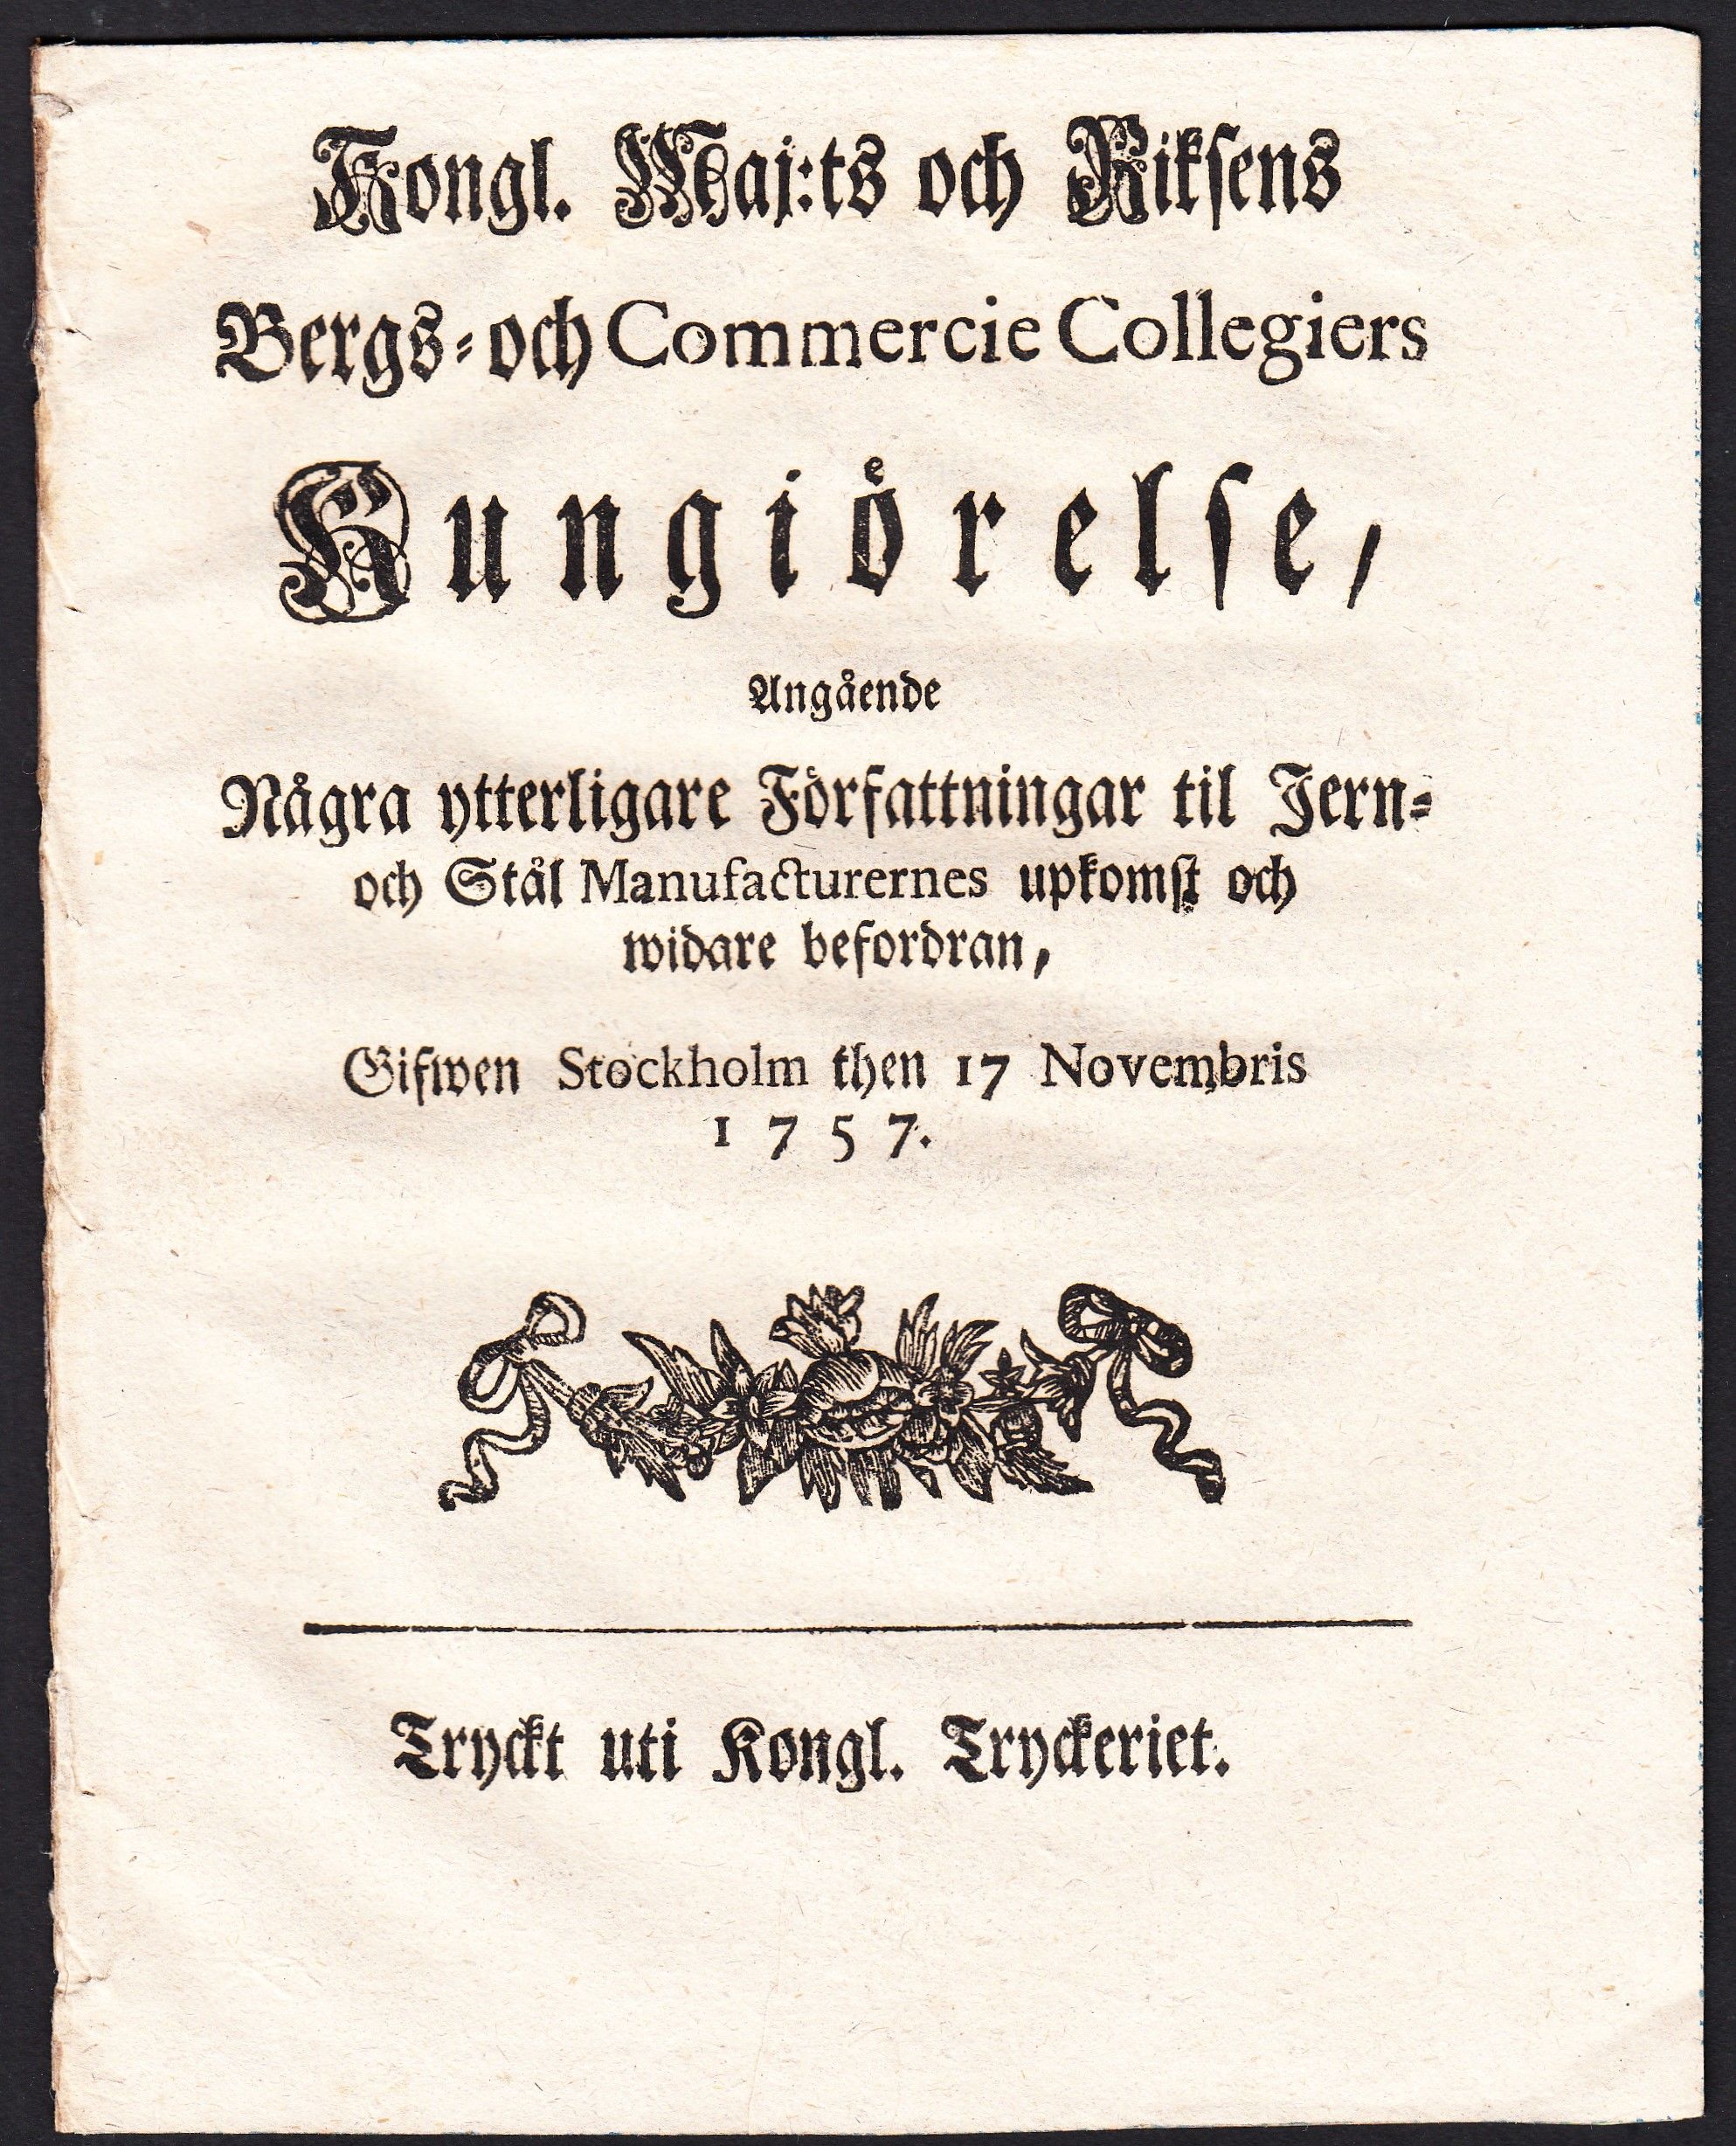 Kongl. Maj:ts och Riksens
Bergs- och Commercie Collegiers
Kungiörelse,
Angående
Några ytterligare Författningar til Jern-
och Stål Manufacturernes upkomst och
widare befordran,
Gifwen Stockholm then 17 Novembris
1757.
Tryckt uti Kongl. Tryckeriet.